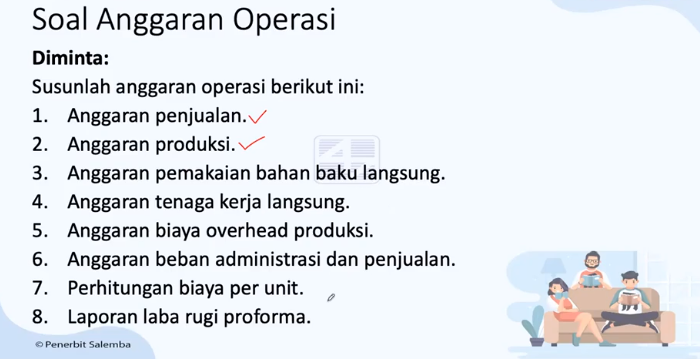 Soal Anggaran Operasi
Diminta:
Susunlah anggaran operasi berikut ini:
1. Anggaran penjualan.
2. Anggaran produksi.
3. Anggaran pemakaian bahan baku langsung.
4. Anggaran tenaga kerja langsung.
5. Anggaran biaya overhead produksi.
6. Anggaran beban administrasi dan penjualan.
7. Perhitungan biaya per unit.
8. Laporan laba rugi proforma.
© Penerbit Salemba